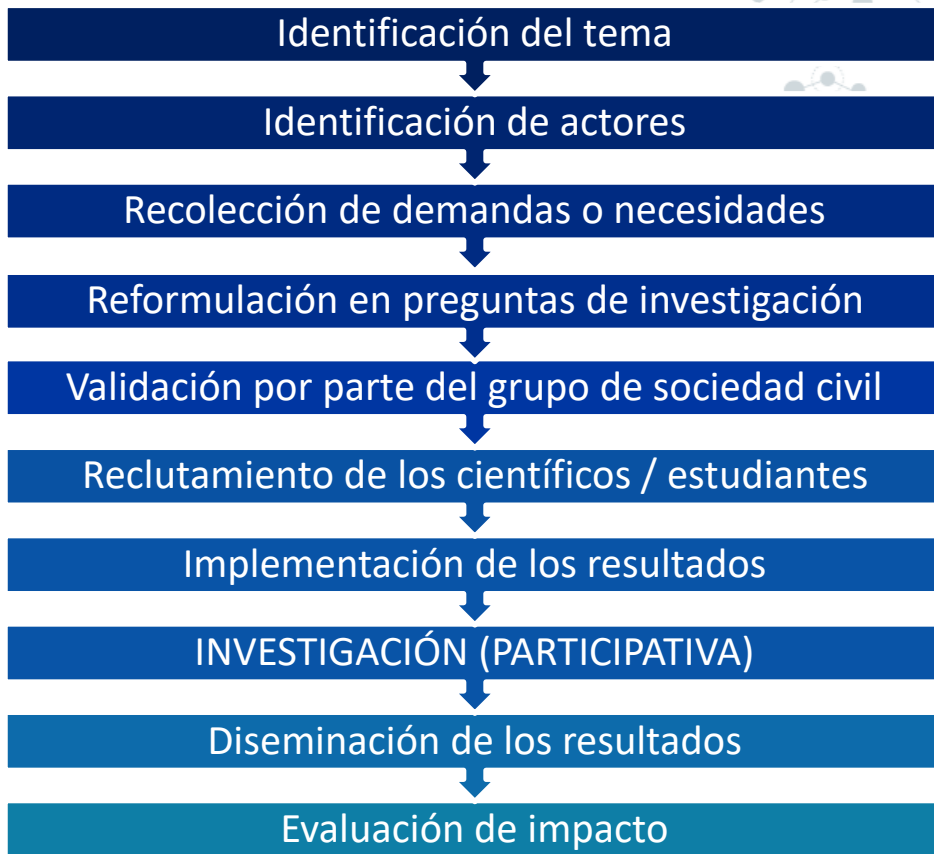 Identificación del tema
Identificación de actores
Recolección de demandas o necesidades
Reformulación en preguntas de investigación
Validación por parte del grupo de sociedad civil
Reclutamiento de los científicos / estudiantes
Implementación de los resultados
INVESTIGACIÓN (PARTICIPATIVA)
Diseminación de los resultados
Evaluación de impacto